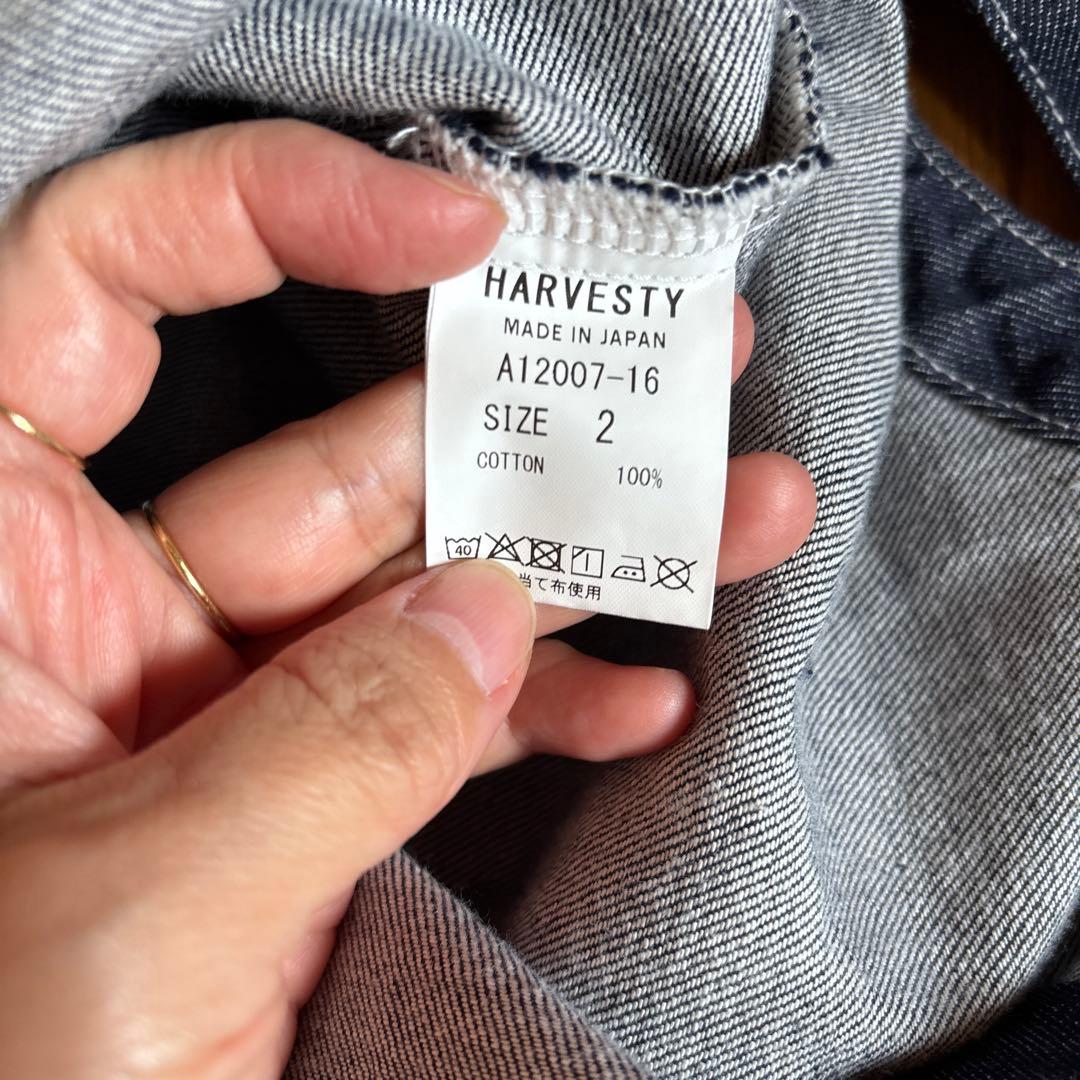 HARVESTY
MADE IN JAPAN
A12007-16
SIZE 2
COTTON 100%
40
当て布使用